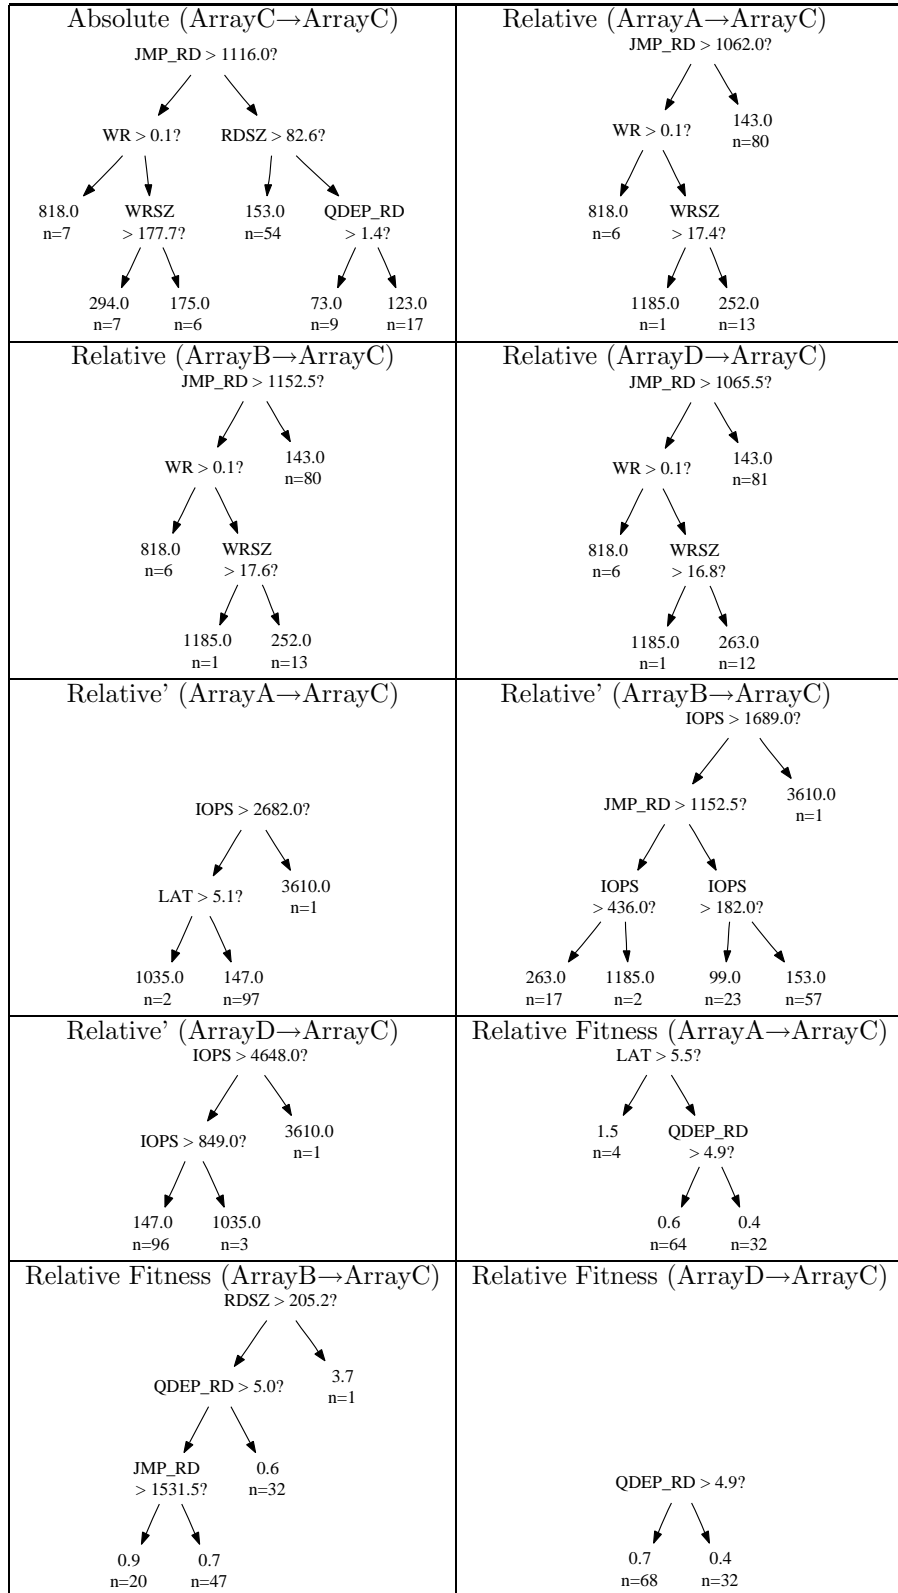 Absolute (ArrayC→ArrayC)
JMP_RD > 1116.0?
WR > 0.1?
RDSZ > 82.6?
818.0
n=7
WRSZ
> 177.7?
153.0
n=54
QDEP_RD
> 1.4?
294.0
n=7
175.0
n=6
73.0
n=9
123.0
n=17
Relative (ArrayA→ArrayC)
JMP_RD > 1062.0?
WR > 0.1?
143.0
n=80
818.0
n=6
WRSZ
> 17.4?
1185.0
n=1
252.0
n=13
Relative (ArrayB→ArrayC)
JMP_RD > 1152.5?
WR > 0.1?
143.0
n=80
818.0
n=6
WRSZ
> 17.6?
1185.0
n=1
252.0
n=13
Relative (ArrayD→ArrayC)
JMP_RD > 1065.5?
WR > 0.1?
143.0
n=81
818.0
n=6
WRSZ
> 16.8?
1185.0
n=1
263.0
n=12
Relative' (ArrayA→ArrayC)
IOPS > 2682.0?
LAT > 5.1?
3610.0
n=1
1035.0
n=2
147.0
n=97
Relative' (ArrayB→ArrayC)
IOPS > 1689.0?
JMP_RD > 1152.5?
3610.0
n=1
IOPS
> 436.0?
IOPS
> 182.0?
263.0
n=17
1185.0
n=2
99.0
n=23
153.0
n=57
Relative' (ArrayD→ArrayC)
IOPS > 4648.0?
IOPS > 849.0?
3610.0
n=1
147.0
n=96
1035.0
n=3
Relative Fitness (ArrayA→ArrayC)
LAT > 5.5?
1.5
n=4
QDEP_RD
> 4.9?
0.6
n=64
0.4
n=32
Relative Fitness (ArrayB→ArrayC)
RDSZ > 205.2?
QDEP_RD > 5.0?
3.7
n=1
JMP_RD
> 1531.5?
0.6
n=32
0.9
n=20
0.7
n=47
Relative Fitness (ArrayD→ArrayC)
QDEP_RD > 4.9?
0.7
n=68
0.4
n=32